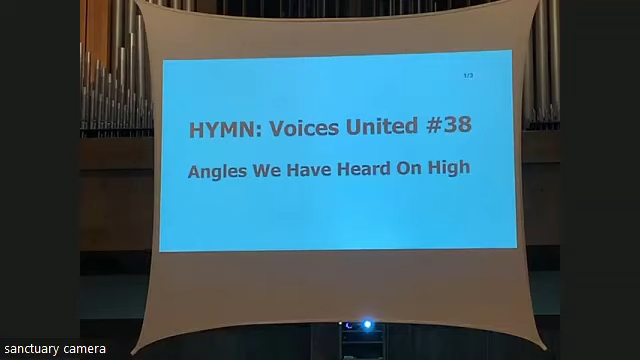 1/3
HYMN: Voices United #38
Angles We Have Heard On High
sanctuary camera